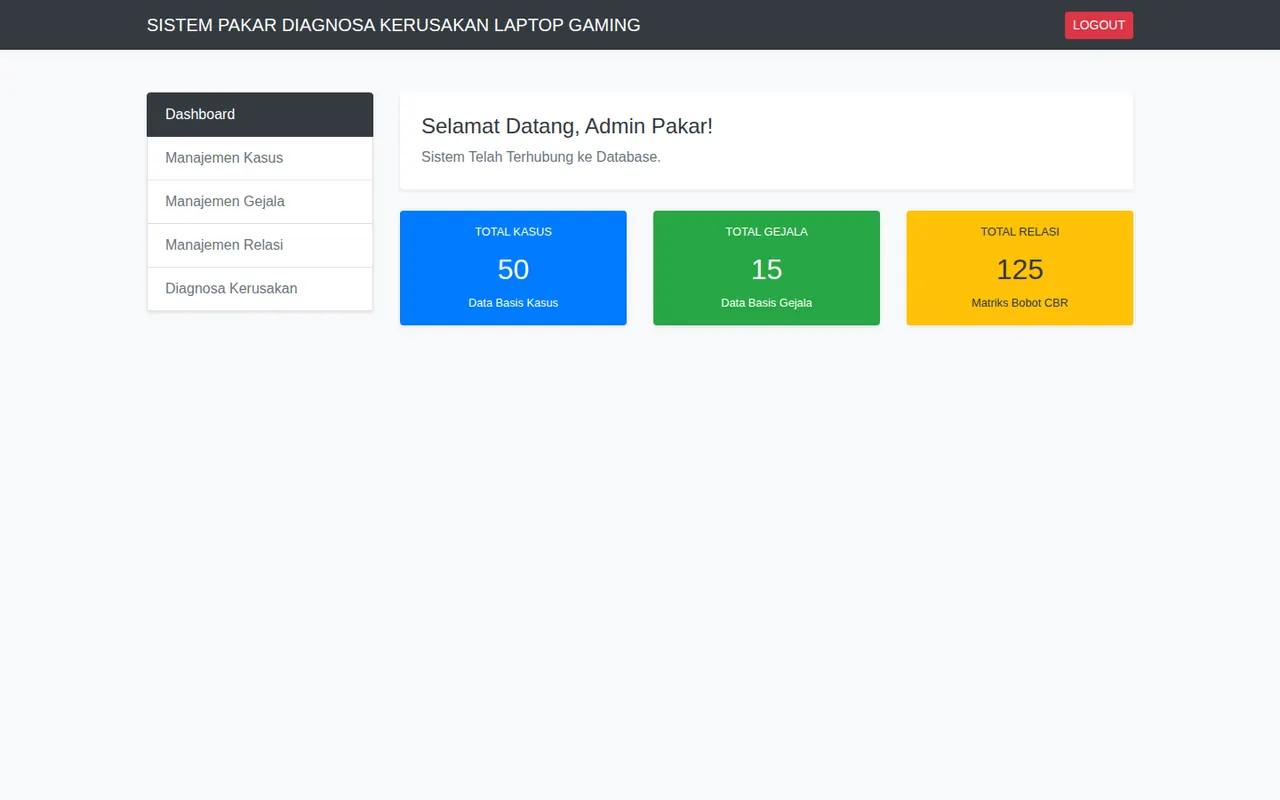 SISTEM PAKAR DIAGNOSA KERUSAKAN LAPTOP GAMING
LOGOUT
Dashboard
Manajemen Kasus
Manajemen Gejala
Manajemen Relasi
Diagnosa Kerusakan
Selamat Datang, Admin Pakar!
Sistem Telah Terhubung ke Database.
TOTAL KASUS
50
Data Basis Kasus
TOTAL GEJALA
15
Data Basis Gejala
TOTAL RELASI
125
Matriks Bobot CBR